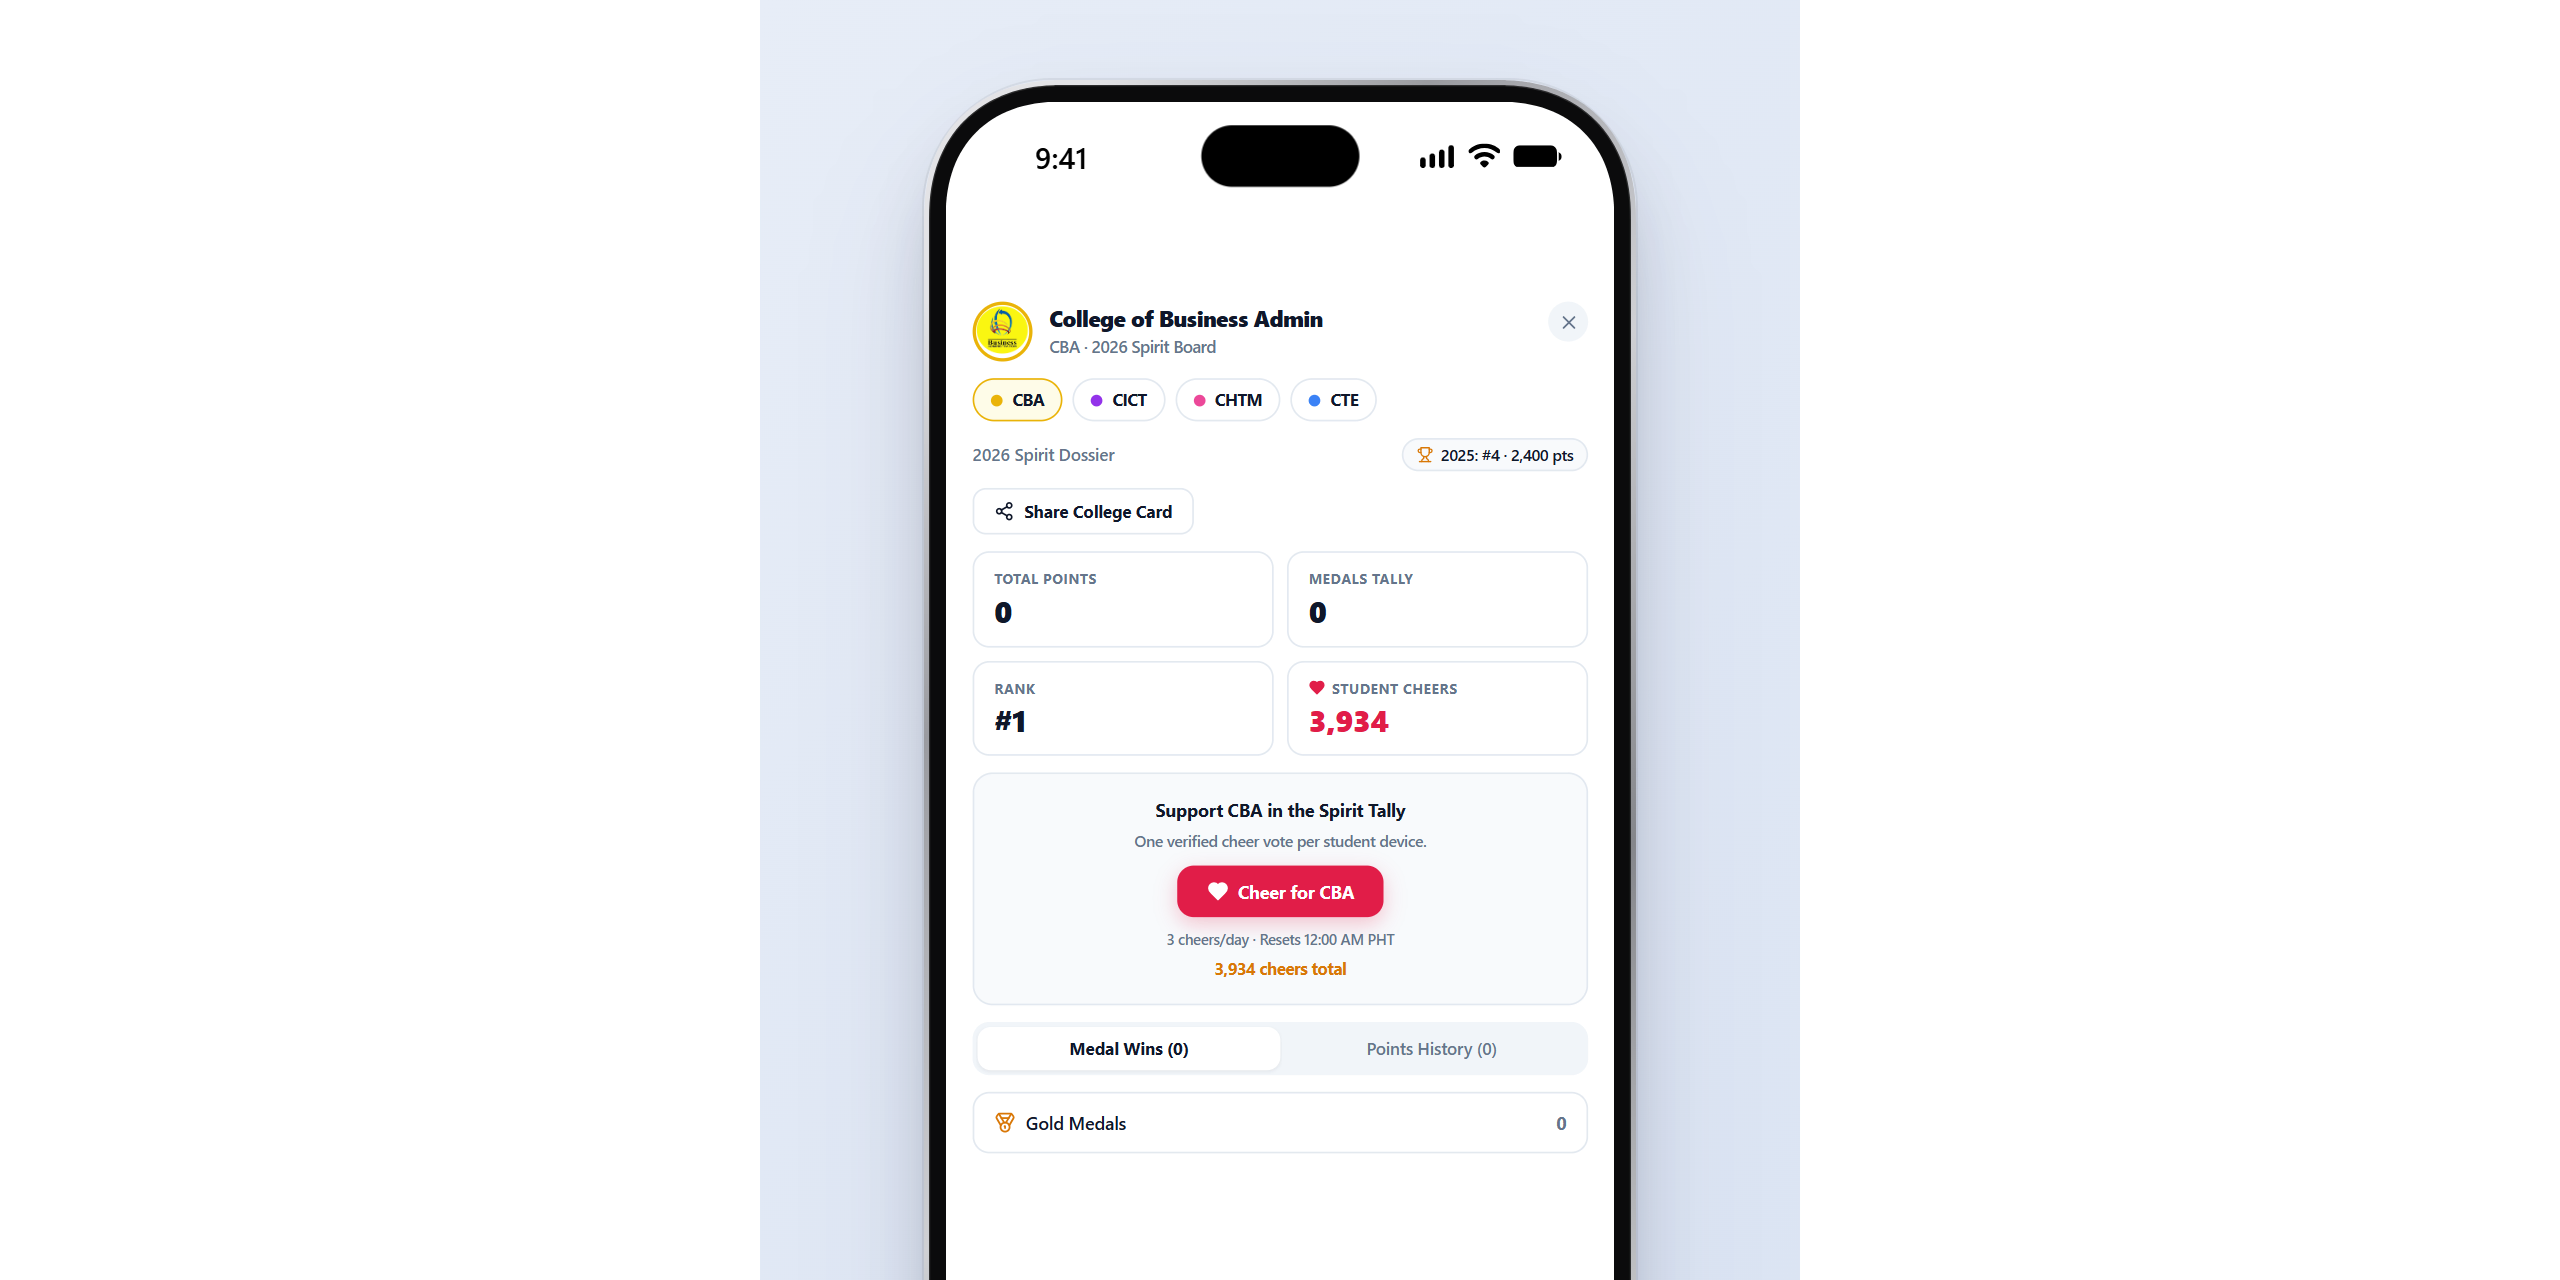 9:41
Business
College of Business Admin
CBA · 2026 Spirit Board
CBA
CICT
CHTM
CTE
2026 Spirit Dossier
2025: #4 · 2,400 pts
Share College Card
TOTAL POINTS
0
MEDALS TALLY
0
RANK
#1
STUDENT CHEERS
3,934
Support CBA in the Spirit Tally
One verified cheer vote per student device.
Cheer for CBA
3 cheers/day · Resets 12:00 AM PHT
3,934 cheers total
Medal Wins (0)
Points History (0)
Gold Medals
0